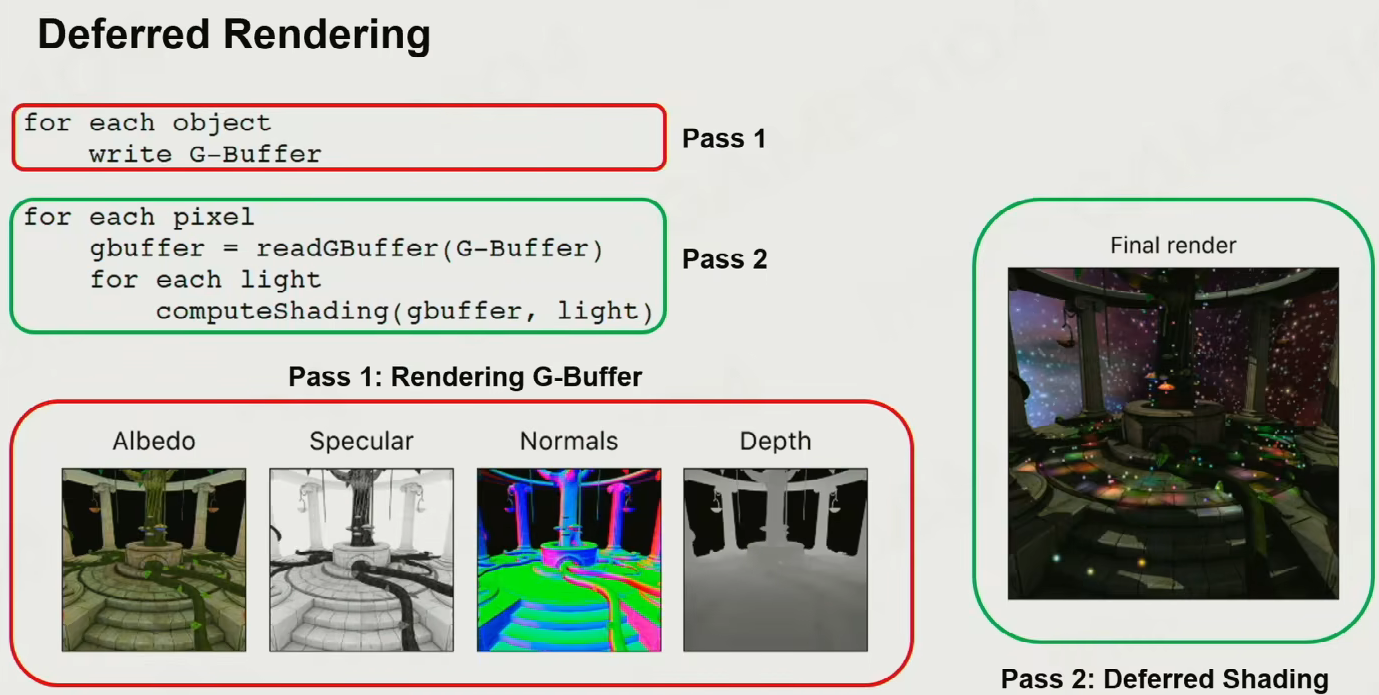 Deferred Rendering
for each object
write G-Buffer
Pass 1
for each pixel
gbuffer = readGBuffer(G-Buffer)
for each light
computeShading(gbuffer, light)
Pass 2
Pass 1: Rendering G-Buffer
Albedo
Specular
Normals
Depth
Final render
Pass 2: Deferred Shading